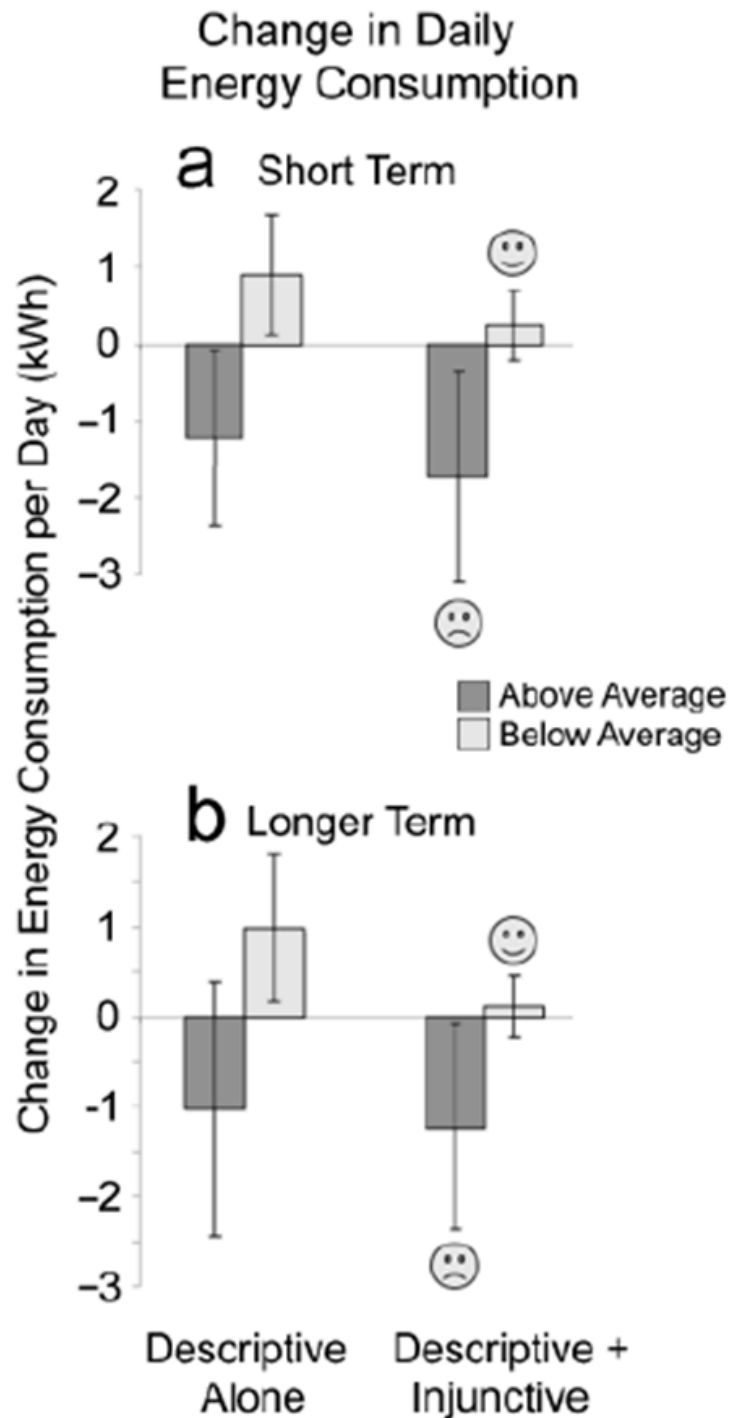 Change in Daily
Energy Consumption
Change in Energy Consumption per Day (kWh)
a Short Term
2
1
0
−1
−2
−3
Above Average
Below Average
b Longer Term
2
1
0
-1
−2
−3
Descriptive Alone
Descriptive + Injunctive